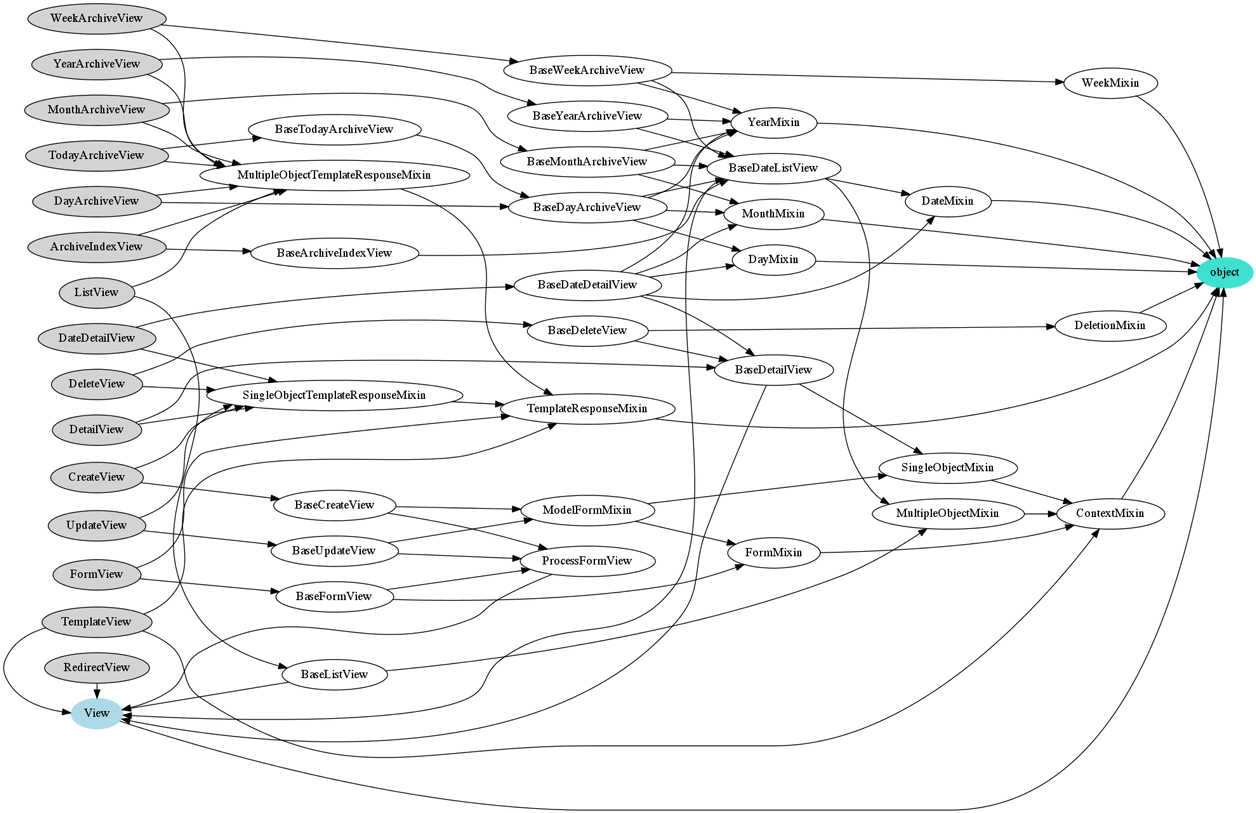 WeekArchiveView
YearArchiveView
MonthArchiveView
TodayArchiveView
DayArchiveView
ArchiveIndexView
ListView
DateDetailView
DeleteView
DetailView
CreateView
UpdateView
FormView
TemplateView
RedirectView
View
BaseTodayArchiveView
MultipleObjectTemplateResponseMixin
BaseArchiveIndexView
SingleObjectTemplateResponseMixin
BaseCreateView
BaseUpdateView
BaseFormView
BaseListView
BaseWeekArchiveView
BaseYearArchiveView
BaseMonthArchiveView
BaseDayArchiveView
BaseDateDetailView
BaseDeleteView
TemplateResponseMixin
ModelFormMixin
ProcessFormView
YearMixin
BaseDateListView
MonthMixin
DayMixin
BaseDetailView
FormMixin
DateMixin
SingleObjectMixin
MultipleObjectMixin
WeekMixin
DeletionMixin
ContextMixin
object